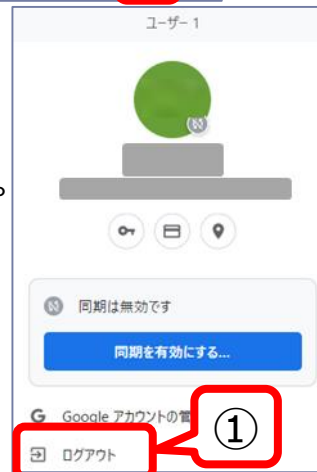 ユーザー 1
。
同期は無効です
同期を有効にする...
G Google アカウントの管
ログアウト
①